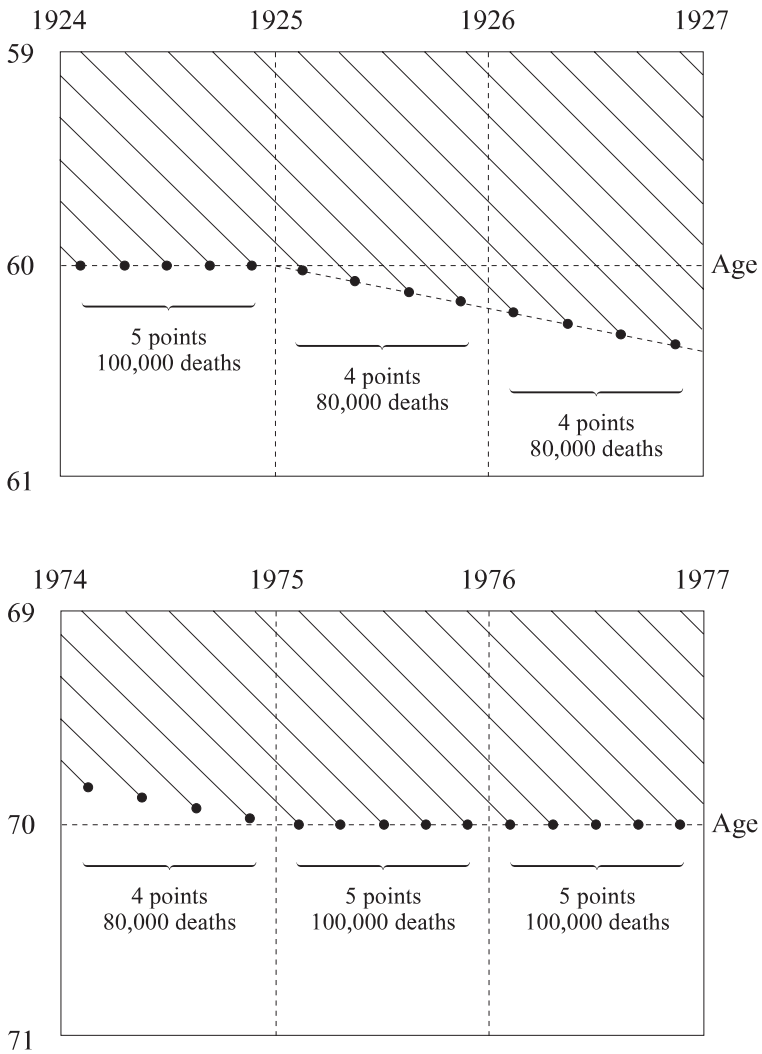 1924 1925 1926 1927
59
60 Age
5 points
100,000 deaths
4 points
80,000 deaths
4 points
80,000 deaths
61
1974 1975 1976 1977
69
70 Age
4 points 5 points 5 points
80,000 deaths 100,000 deaths 100,000 deaths
71